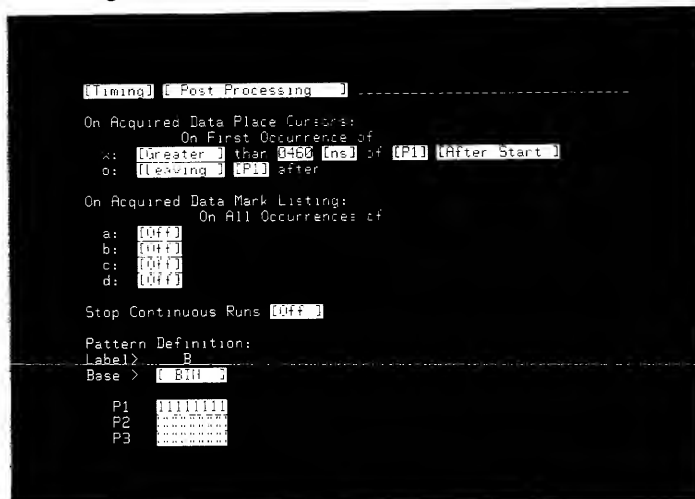 [Timing] [ Post Processing ]
On Acquired Data Place Cursors:
On First Occurrence of
x: [Greater ] than 0460 [ns] of [P1] [After Start ]
o: [Leaving ] [P1] after
On Acquired Data Mark Listing:
On All Occurrences of
a: [Off]
b: [Off]
c: [Off]
d: [Off]
Stop Continuous Runs [Off ]
Pattern Definition:
Label> B
Base > [ BIN ]
P1 11111111
P2
P3